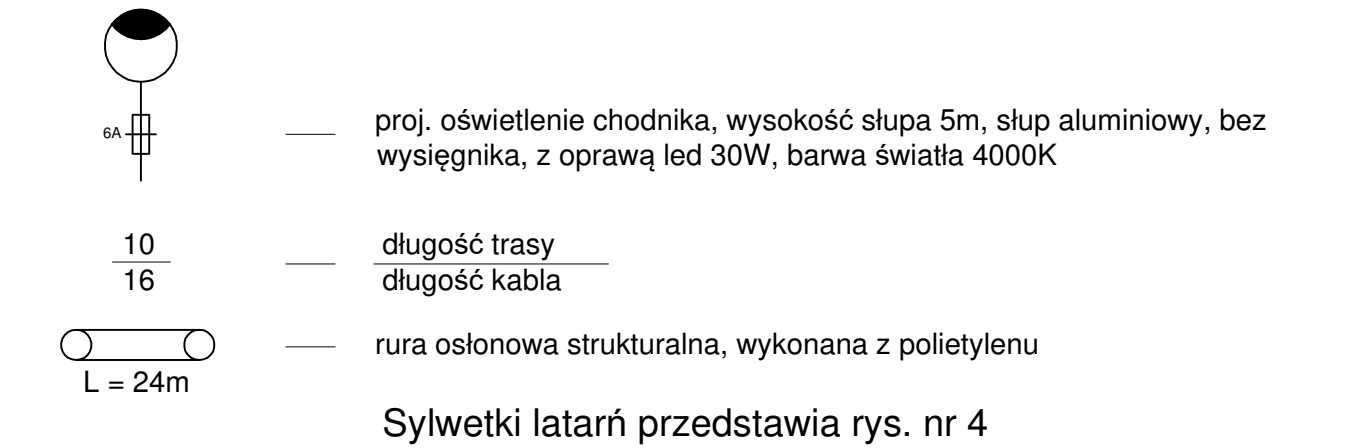 6A
proj. oświetlenie chodnika, wysokość słupa 5m, słup aluminiowy, bez
wysięgnika, z oprawą led 30W, barwa światła 4000K
10
16
długość trasy
długość kabla
rura osłonowa strukturalna, wykonana z polietylenu
L = 24m
Sylwetki latarń przedstawia rys. nr 4